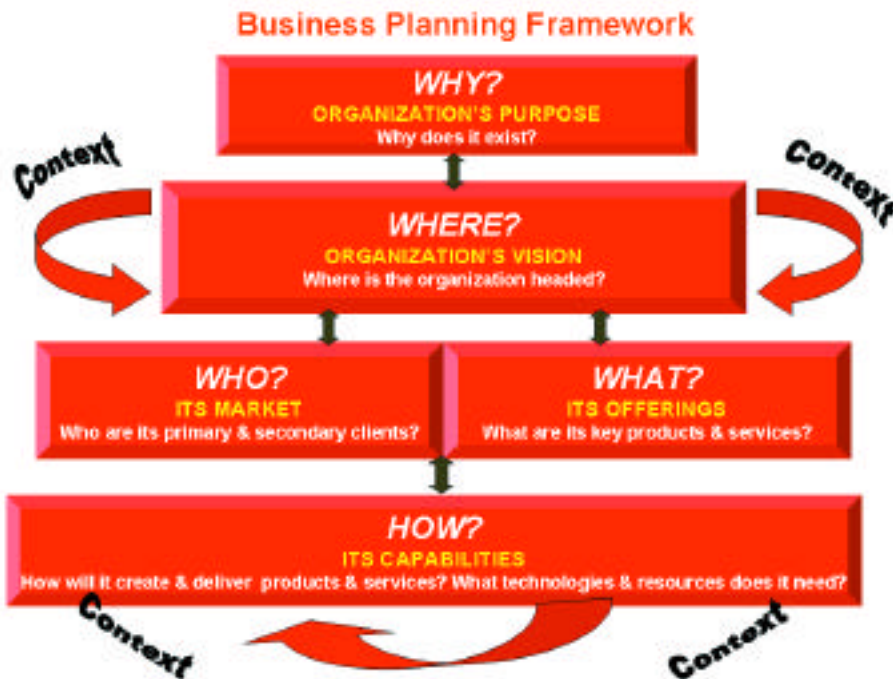 Business Planning Framework
WHY?
ORGANIZATION'S PURPOSE
Why does it exist?
Context
Context
WHERE?
ORGANIZATION'S VISION
Where is the organization headed?
WHO?
ITS MARKET
Who are its primary & secondary clients?
WHAT?
ITS OFFERINGS
What are its key products & services?
HOW?
ITS CAPABILITIES
How will it create & deliver products & services? What technologies & resources does it need?
Context
Context